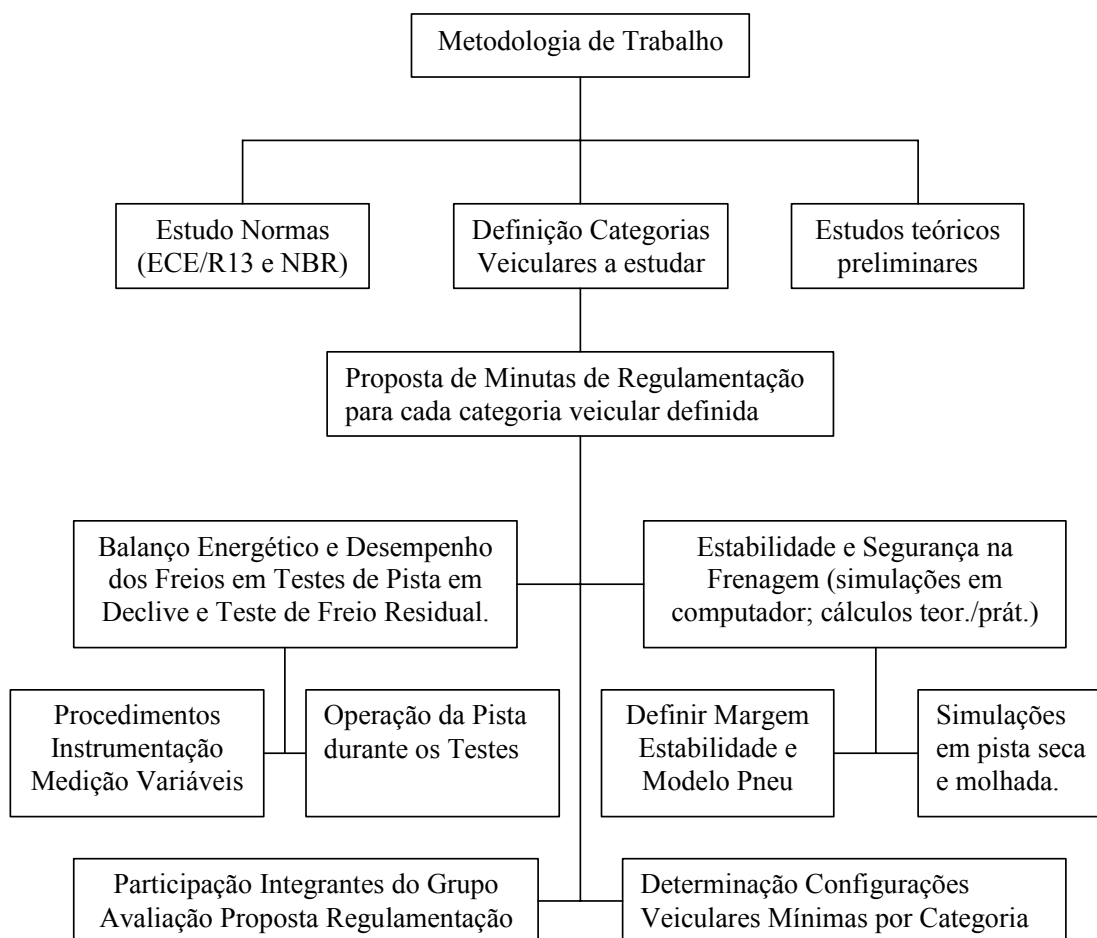 Metodologia de Trabalho
Estudo Normas
(ECE/R13 e NBR)
Definição Categorias
Veiculares a estudar
Estudos teóricos
preliminares
Proposta de Minutas de Regulamentação
para cada categoria veicular definida
Balanço Energético e Desempenho
dos Freios em Testes de Pista em
Declive e Teste de Freio Residual.
Estabilidade e Segurança na
Frenagem (simulações em
computador; cálculos teor./prát.)
Procedimentos
Instrumentação
Medição Variáveis
Operação da Pista
durante os Testes
Definir Margem
Estabilidade e
Modelo Pneu
Simulações
em pista seca
e molhada.
Participação Integrantes do Grupo
Avaliação Proposta Regulamentação
Determinação Configurações
Veiculares Mínimas por Categoria